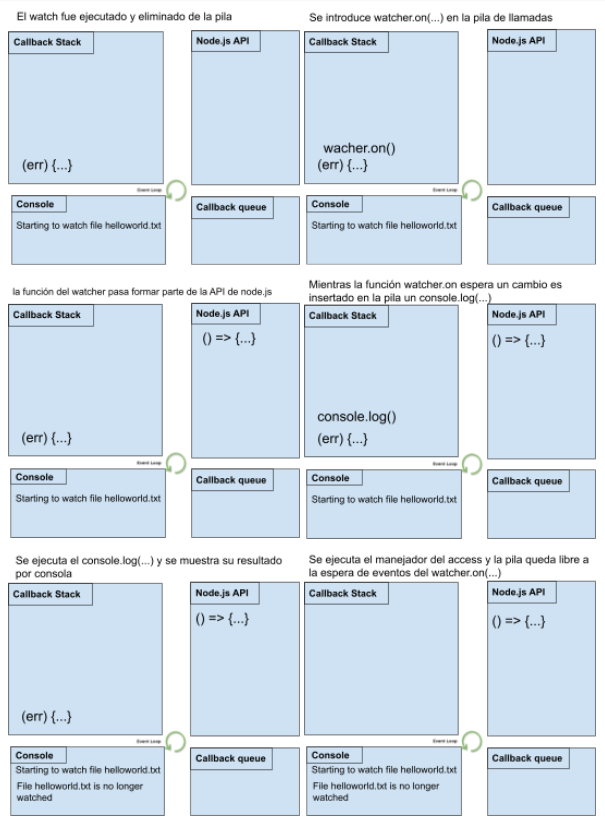 El watch fue ejecutado y eliminado de la pila
Callback Stack
Node.js API
(err) {...}
Event Loop
Console
Callback queue
Starting to watch file helloworld.txt
Se introduce watcher.on(...) en la pila de llamadas
Callback Stack
Node.js API
wacher.on()
(err) {...}
Event Loop
Console
Callback queue
Starting to watch file helloworld.txt
la función del watcher pasa formar parte de la API de node.js
Callback Stack
Node.js API
() => {...}
(err) {...}
Event Loop
Console
Callback queue
Starting to watch file helloworld.txt
Mientras la función watcher.on espera un cambio es
insertado en la pila un console.log(...)
Callback Stack
Node.js API
() => {...}
console.log()
(err) {...}
Event Loop
Console
Callback queue
Starting to watch file helloworld.txt
Se ejecuta el console.log(...) y se muestra su resultado
por consola
Callback Stack
Node.js API
() => {...}
(err) {...}
Event Loop
Console
Callback queue
Starting to watch file helloworld.txt
File helloworld.txt is no longer
watched
Se ejecuta el manejador del access y la pila queda libre a
la espera de eventos del watcher.on(...)
Callback Stack
Node.js API
() => {...}
Event Loop
Console
Callback queue
Starting to watch file helloworld.txt
File helloworld.txt is no longer
watched